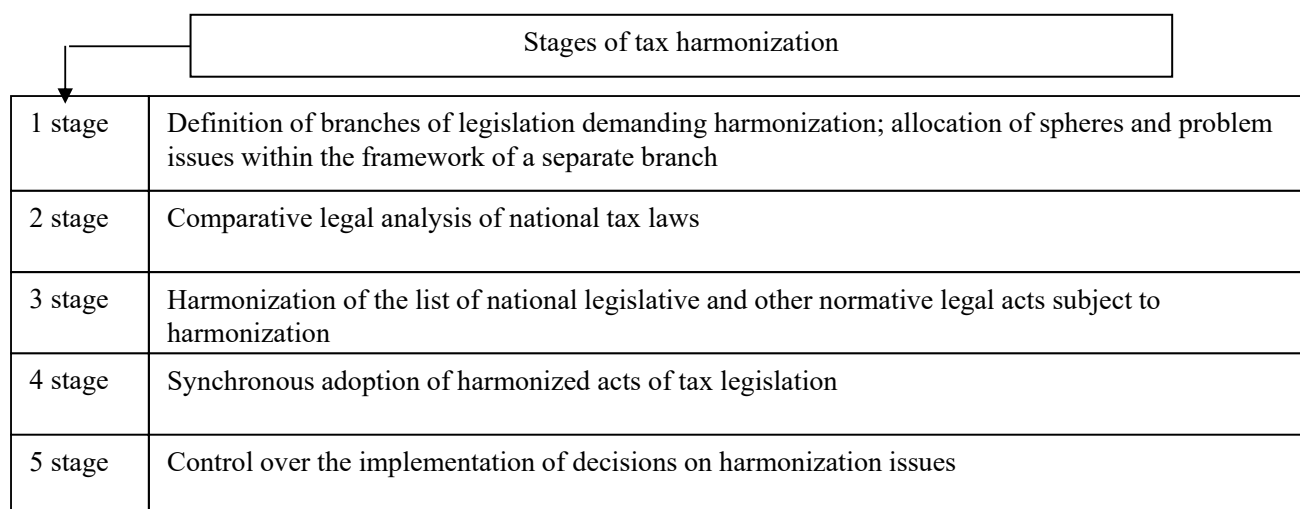 Stages of tax harmonization
1 stage
Definition of branches of legislation demanding harmonization; allocation of spheres and problem
issues within the framework of a separate branch
2 stage
Comparative legal analysis of national tax laws
3 stage
Harmonization of the list of national legislative and other normative legal acts subject to
harmonization
4 stage
Synchronous adoption of harmonized acts of tax legislation
5 stage
Control over the implementation of decisions on harmonization issues